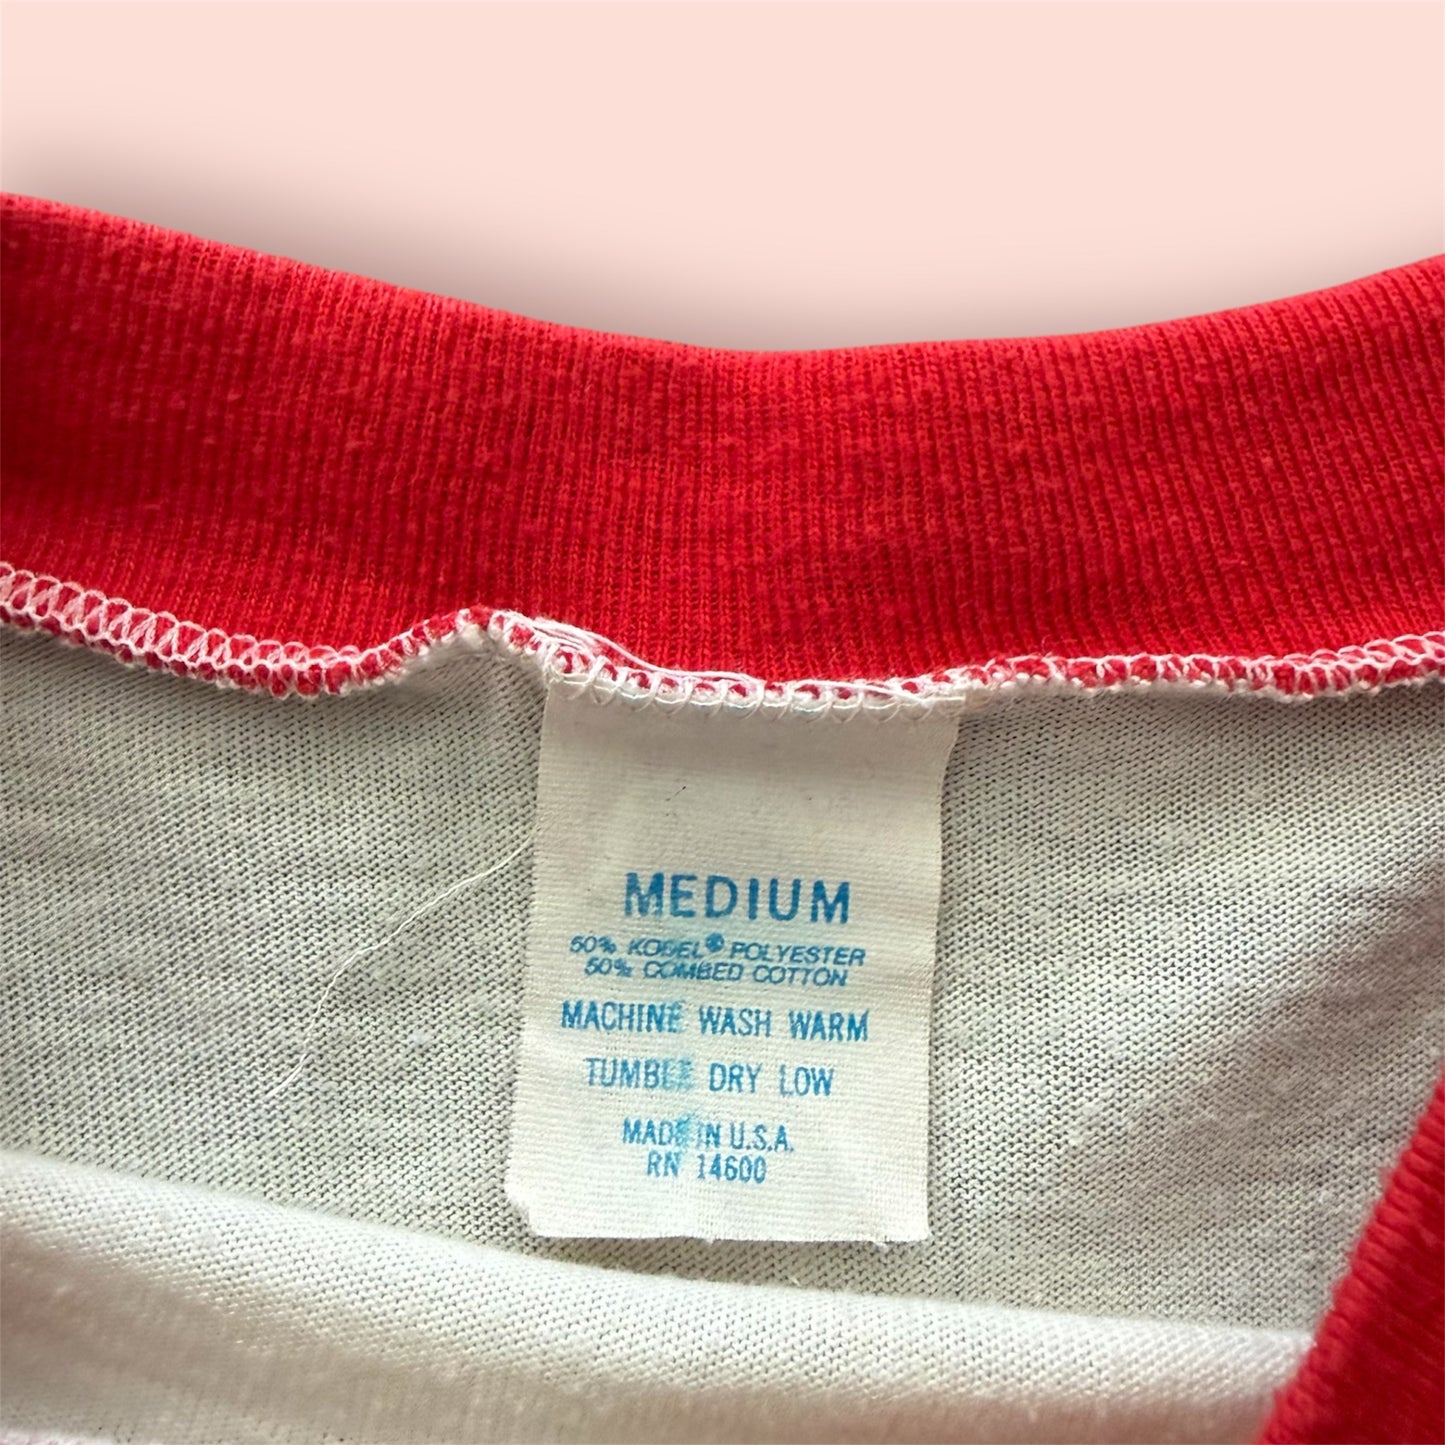 MEDIUM
50% KODEL® POLYESTER
50% COMBED COTTON
MACHINE WASH WARM
TUMBLE DRY LOW
MADE IN U.S.A.
RN 14600